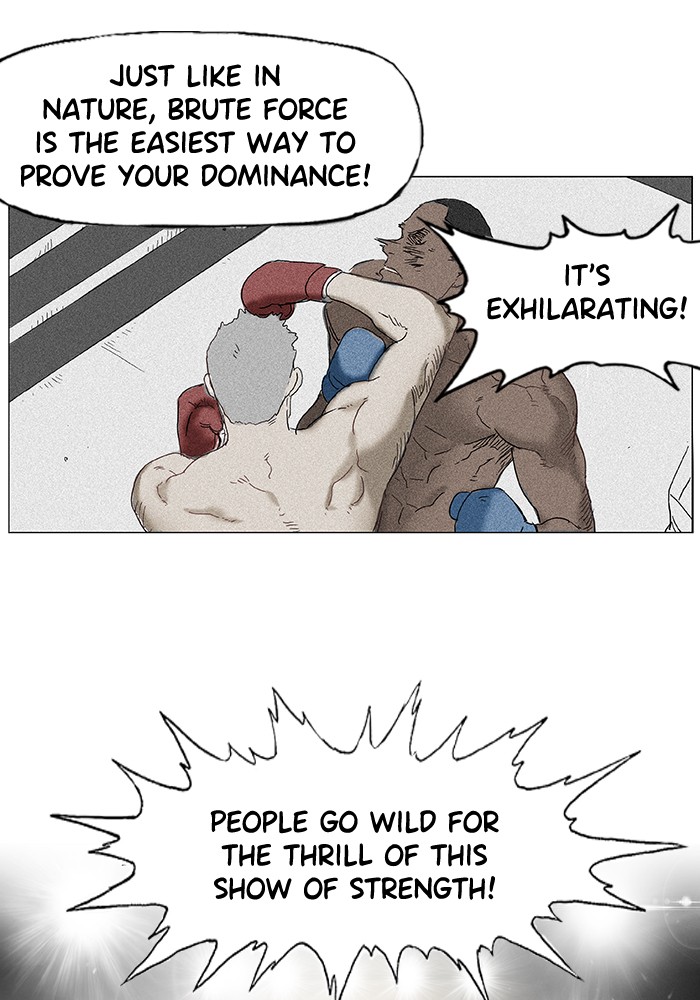 JUST LIKE IN
NATURE, BRUTE FORCE
IS THE EASIEST WAY TO
PROVE YOUR DOMINANCE!
IT'S
EXHILARATING!
PEOPLE GO WILD FOR
THE THRILL OF THIS
SHOW OF STRENGTH!